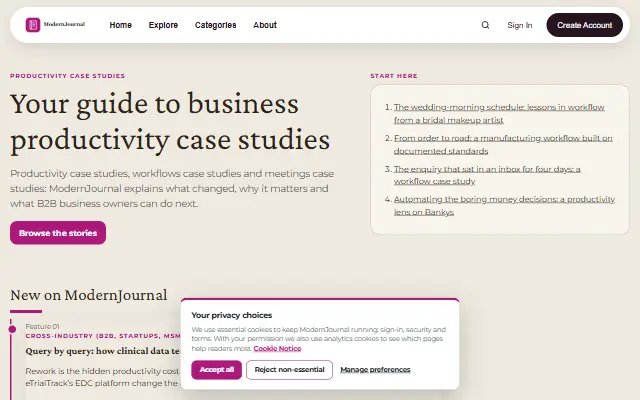 ModernJournal
Home Explore Categories About
Sign In
Create Account
PRODUCTIVITY CASE STUDIES
Your guide to business
productivity case studies
Productivity case studies, workflows case studies and meetings case
studies: ModernJournal explains what changed, why it matters and
what B2B business owners can do next.
Browse the stories
START HERE
1. The wedding-morning schedule: lessons in workflow
from a bridal makeup artist
2. From order to road: a manufacturing workflow built on
documented standards
3. The enquiry that sat in an inbox for four days: a
workflow case study
4. Automating the boring money decisions: a productivity
lens on Bankys
New on ModernJournal
Feature 01
CROSS-INDUSTRY (B2B, STARTUPS, MSM
Query by query: how clinical data te
Rework is the hidden productivity cost
eTrialTrack's EDC platform change the
Your privacy choices
We use essential cookies to keep ModernJournal running: sign-in, security and
forms. With your permission we also use analytics cookies to see which pages
help readers most. Cookie Notice
Accept all
Reject non-essential
Manage preferences